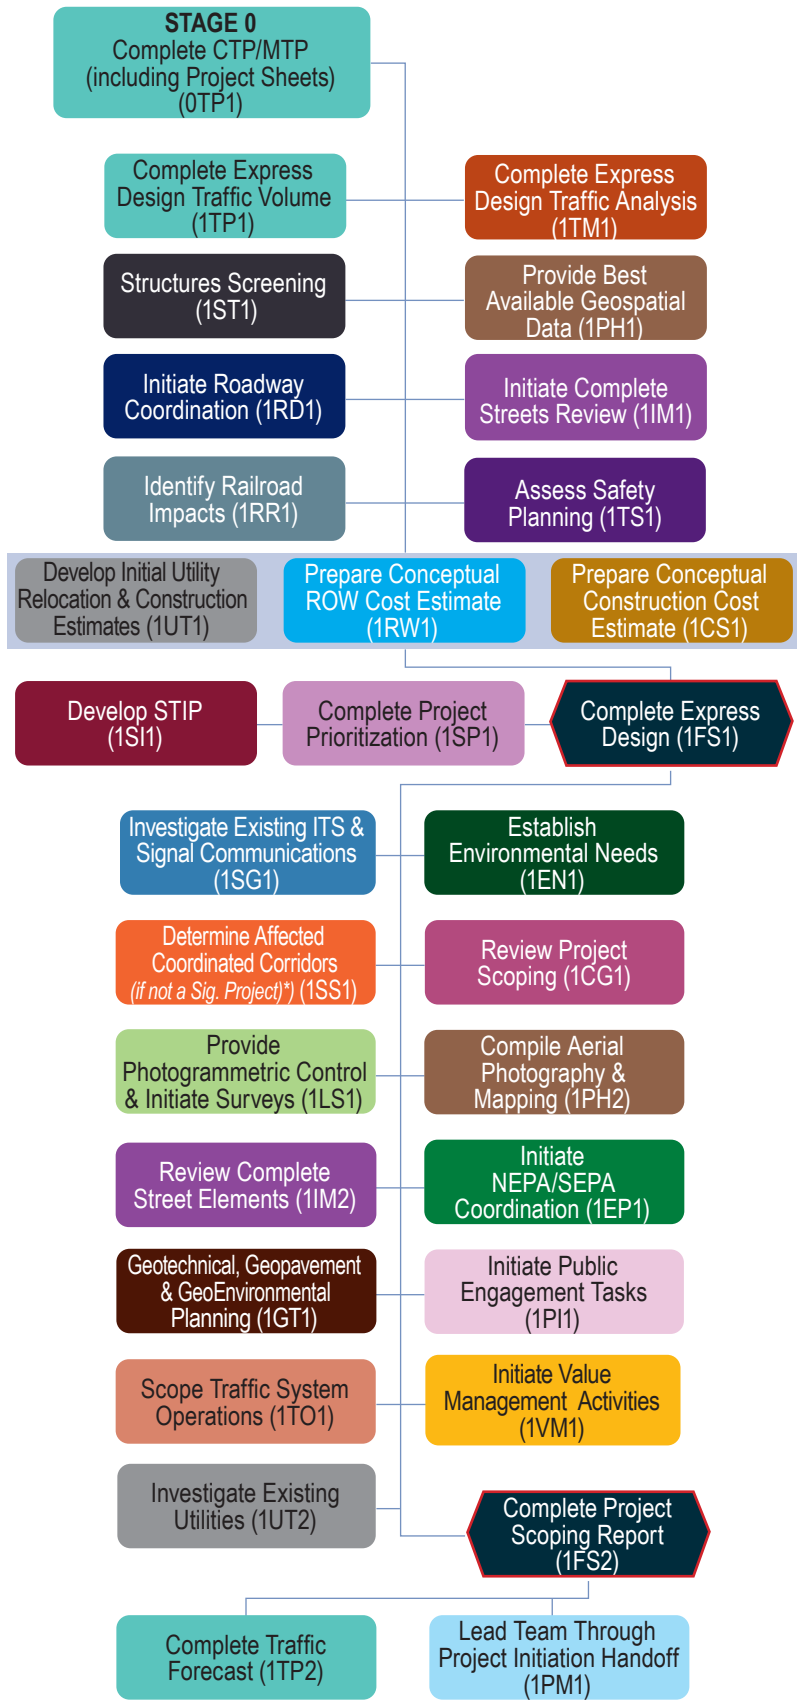 STAGE 0
Complete CTP/MTP
(including Project Sheets)
(0TP1)
Complete Express
Design Traffic Volume
(1TP1)
Complete Express
Design Traffic Analysis
(1TM1)
Structures Screening
(1ST1)
Provide Best
Available Geospatial
Data (1PH1)
Initiate Roadway
Coordination (1RD1)
Initiate Complete
Streets Review (1IM1)
Identify Railroad
Impacts (1RR1)
Assess Safety
Planning (1TS1)
Develop Initial Utility
Relocation & Construction
Estimates (1UT1)
Prepare Conceptual
ROW Cost Estimate
(1RW1)
Prepare Conceptual
Construction Cost
Estimate (1CS1)
Develop STIP
(1SI1)
Complete Project
Prioritization (1SP1)
Complete Express
Design (1FS1)
Investigate Existing ITS &
Signal Communications
(1SG1)
Establish
Environmental Needs
(1EN1)
Determine Affected
Coordinated Corridors
(if not a Sig. Project)*) (1SS1)
Review Project
Scoping (1CG1)
Provide
Photogrammetric Control
& Initiate Surveys (1LS1)
Compile Aerial
Photography &
Mapping (1PH2)
Review Complete
Street Elements (1IM2)
Initiate
NEPA/SEPA
Coordination (1EP1)
Geotechnical, Geopavement
& GeoEnvironmental
Planning (1GT1)
Initiate Public
Engagement Tasks
(1PI1)
Scope Traffic System
Operations (1TO1)
Initiate Value
Management Activities
(1VM1)
Investigate Existing
Utilities (1UT2)
Complete Project
Scoping Report
(1FS2)
Complete Traffic
Forecast (1TP2)
Lead Team Through
Project Initiation Handoff
(1PM1)